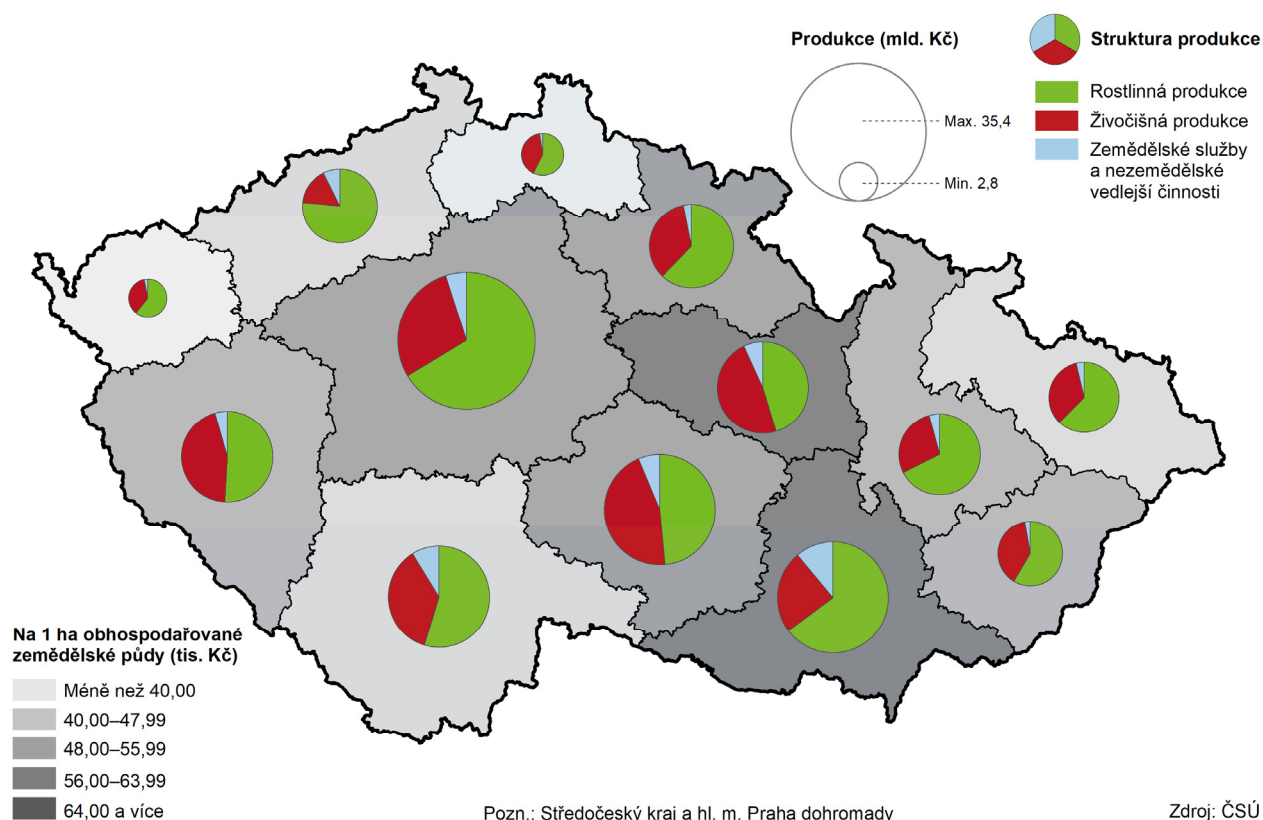 Produkce (mld. Kč)
Max. 35,4
Min. 2,8
Struktura produkce
Rostlinná produkce
Živočišná produkce
Zemědělské služby
a nezemědělské
vedlejší činnosti
Na 1 ha obhospodařované
zemědělské půdy (tis. Kč)
Méně než 40,00
40,00–47,99
48,00–55,99
56,00–63,99
64,00 a více
Pozn.: Středočeský kraj a hl. m. Praha dohromady
Zdroj: ČSÚ